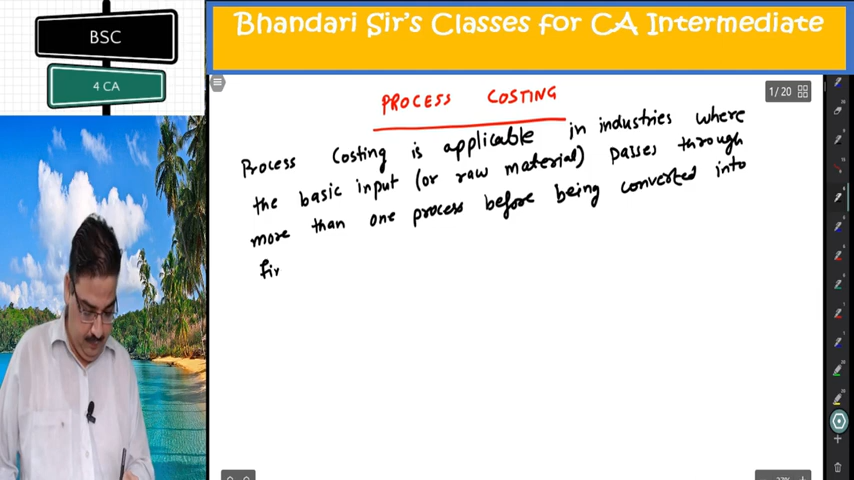 BSC
4 CA
Bhandari Sir's Classes for CA Intermediate
PROCESS COSTING
1/20
Process Costing is applicable in industries where
the basic input (or raw material) passes through
more than one process before being converted into
fin